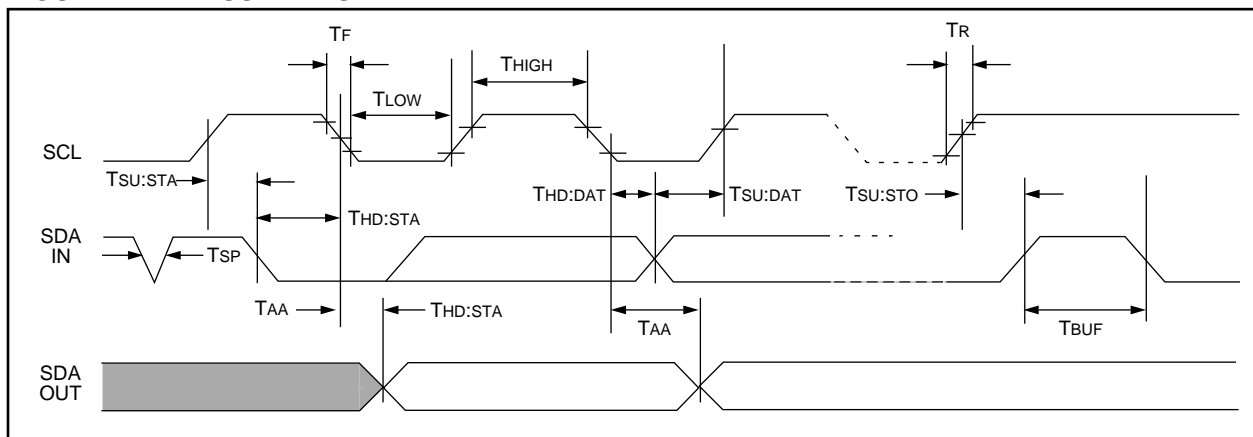 TF
TR
THIGH
TLOW
SCL
TSU:STA
THD:DAT
TSU:DAT
TSU:STO
THD:STA
SDA
IN
TSP
TAA
THD:STA
TAA
TBUF
SDA
OUT